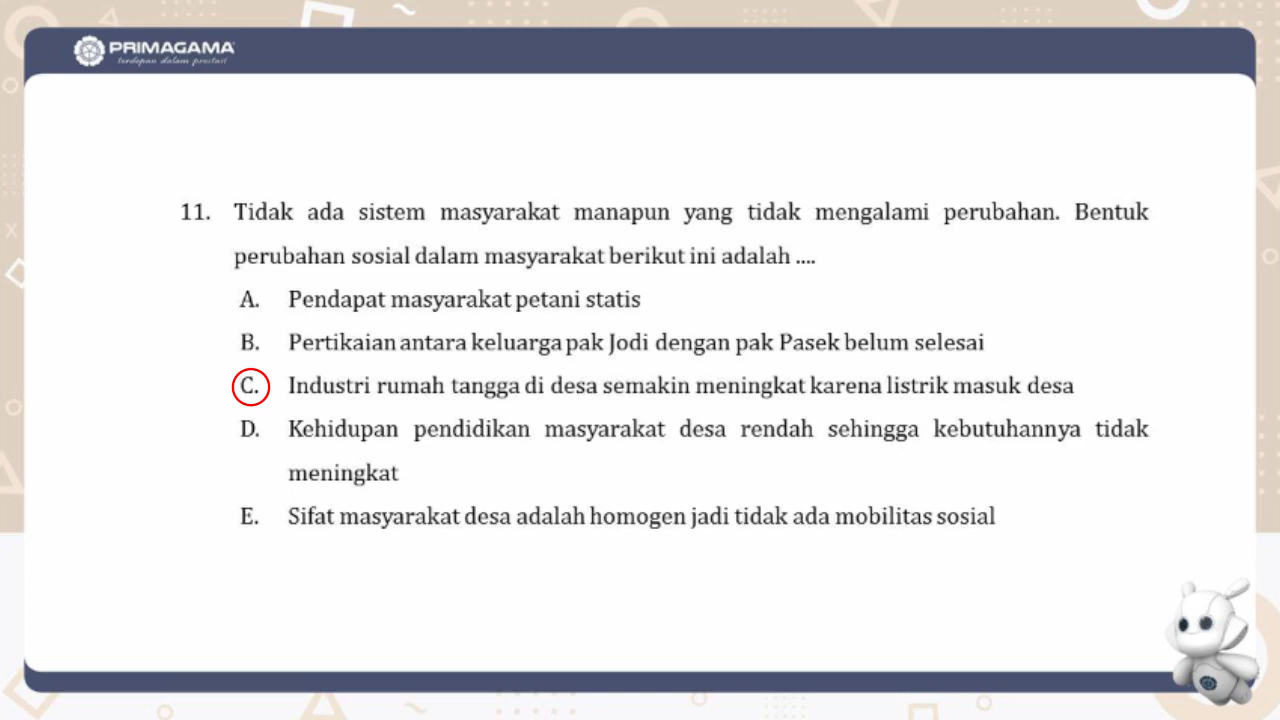 PRIMAGAMA
terdepan dalam prestasi
11. Tidak ada sistem masyarakat manapun yang tidak mengalami perubahan. Bentuk
perubahan sosial dalam masyarakat berikut ini adalah ....
A. Pendapat masyarakat petani statis
B. Pertikaian antara keluarga pak Jodi dengan pak Pasek belum selesai
C. Industri rumah tangga di desa semakin meningkat karena listrik masuk desa
D. Kehidupan pendidikan masyarakat desa rendah sehingga kebutuhannya tidak
meningkat
E. Sifat masyarakat desa adalah homogen jadi tidak ada mobilitas sosial